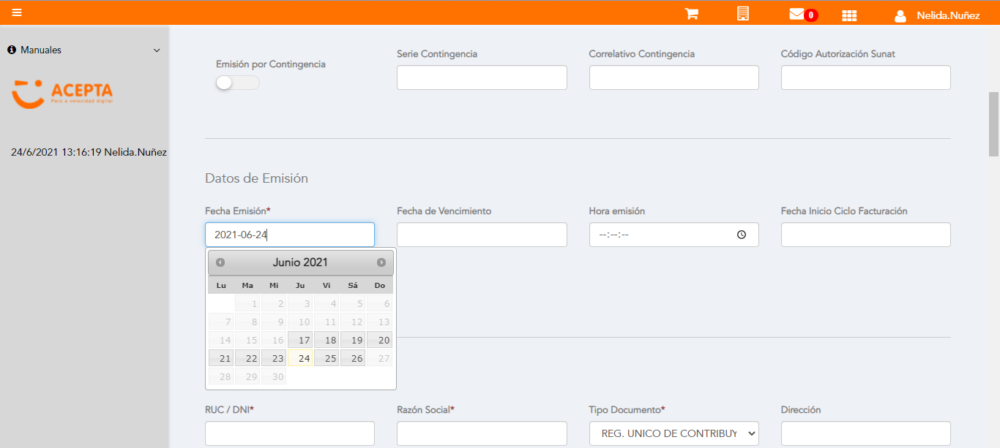 0
Nelida.Nuñez
Manuales
ACEPTA
Perú a velocidad digital
24/6/2021 13:16:19 Nelida.Nuñez
Emisión por Contingencia
Serie Contingencia
Correlativo Contingencia
Código Autorización Sunat
Datos de Emisión
Fecha Emisión*
Fecha de Vencimiento
Hora emisión
Fecha Inicio Ciclo Facturación
2021-06-24
--:--:--
Junio 2021
Lu Ma Mi Ju Vi Sá Do
1 2 3 4 5 6
7 8 9 10 11 12 13
14 15 16 17 18 19 20
21 22 23 24 25 26 27
28 29 30
RUC / DNI*
Razón Social*
Tipo Documento*
Dirección
REG. UNICO DE CONTRIBUY